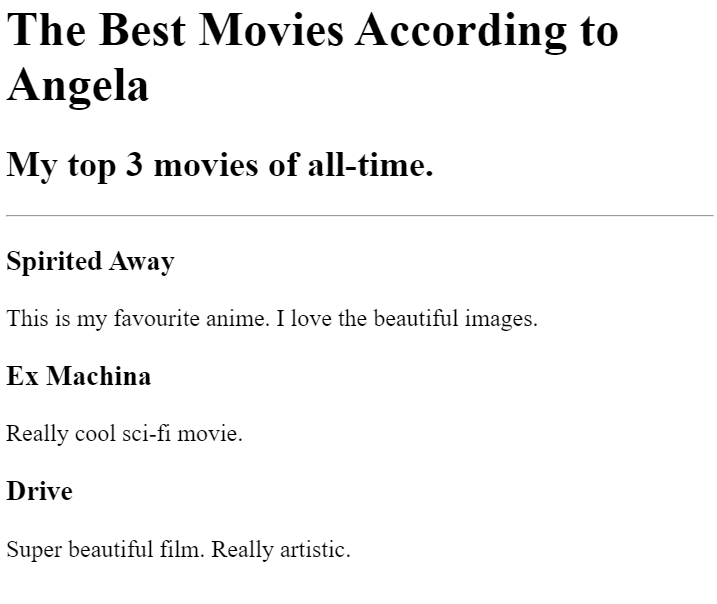 The Best Movies According to
Angela
My top 3 movies of all-time.
Spirited Away
This is my favourite anime. I love the beautiful images.
Ex Machina
Really cool sci-fi movie.
Drive
Super beautiful film. Really artistic.